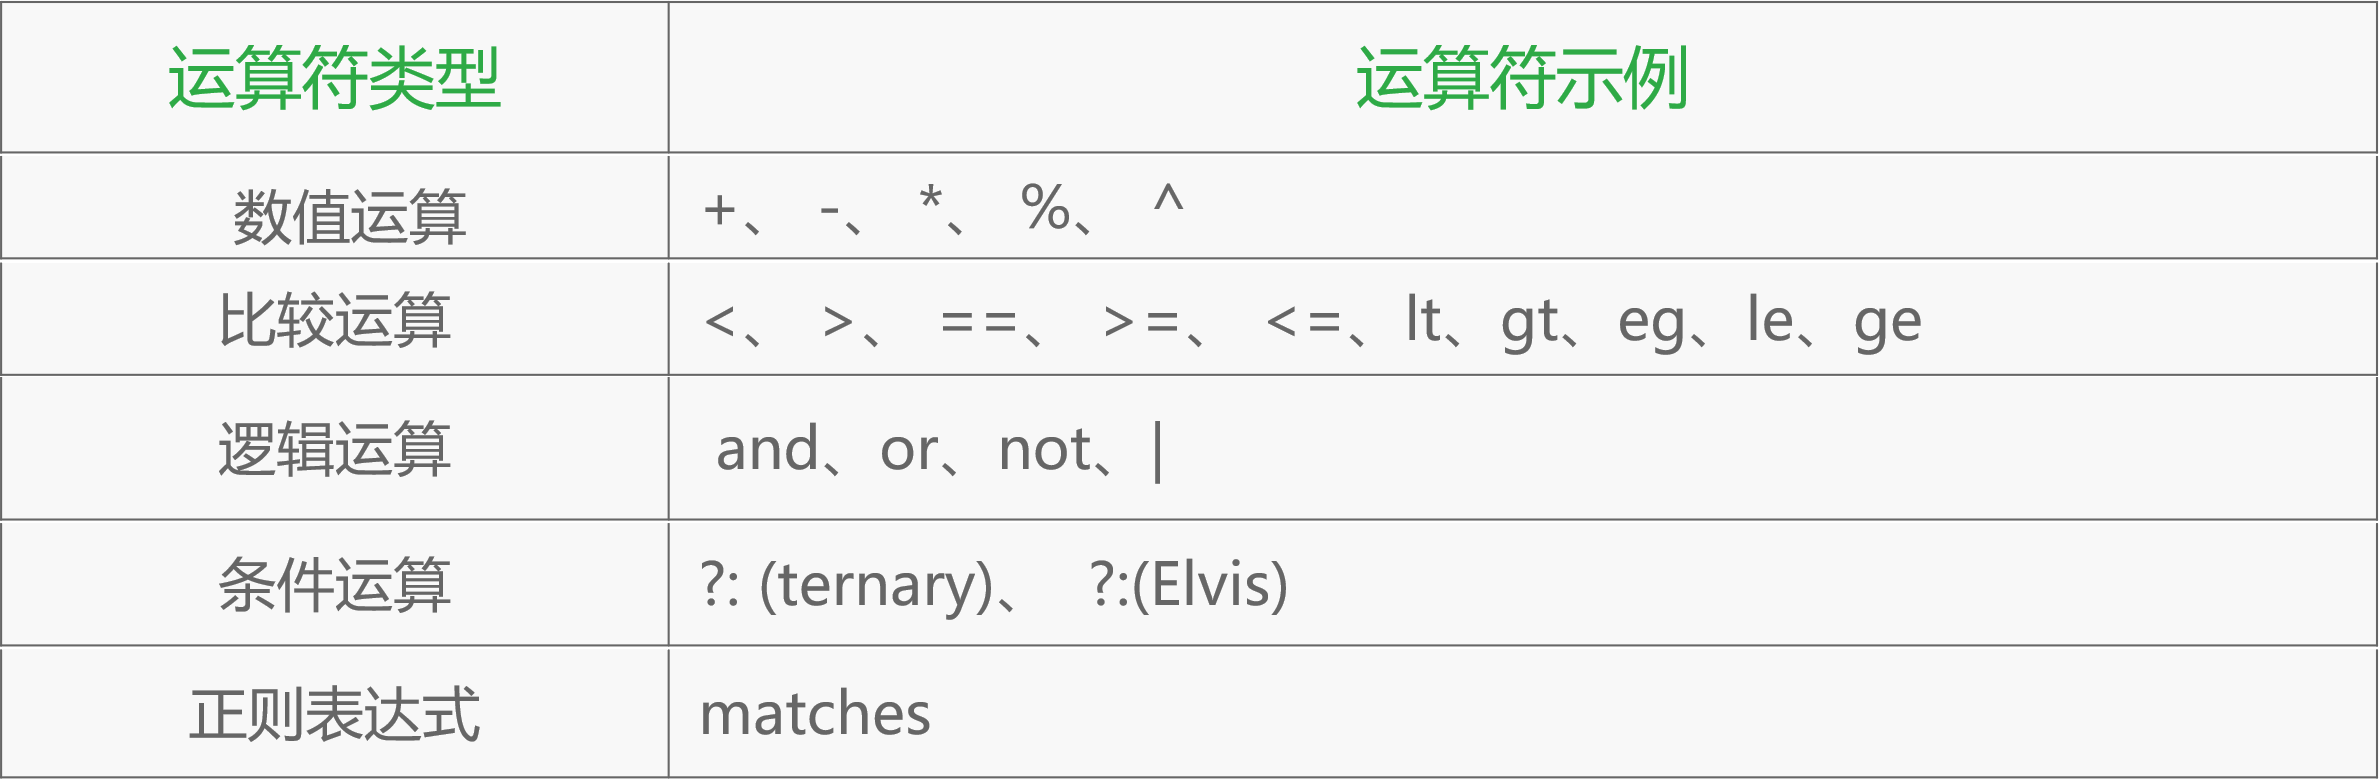 运算符类型 运算符示例
数值运算 +、 -、 *、 %、 ^
比较运算 <、 >、 ==、 >=、 <=、lt、gt、eg、le、ge
逻辑运算 and、or、not、|
条件运算 ?: (ternary)、 ?:(Elvis)
正则表达式 matches